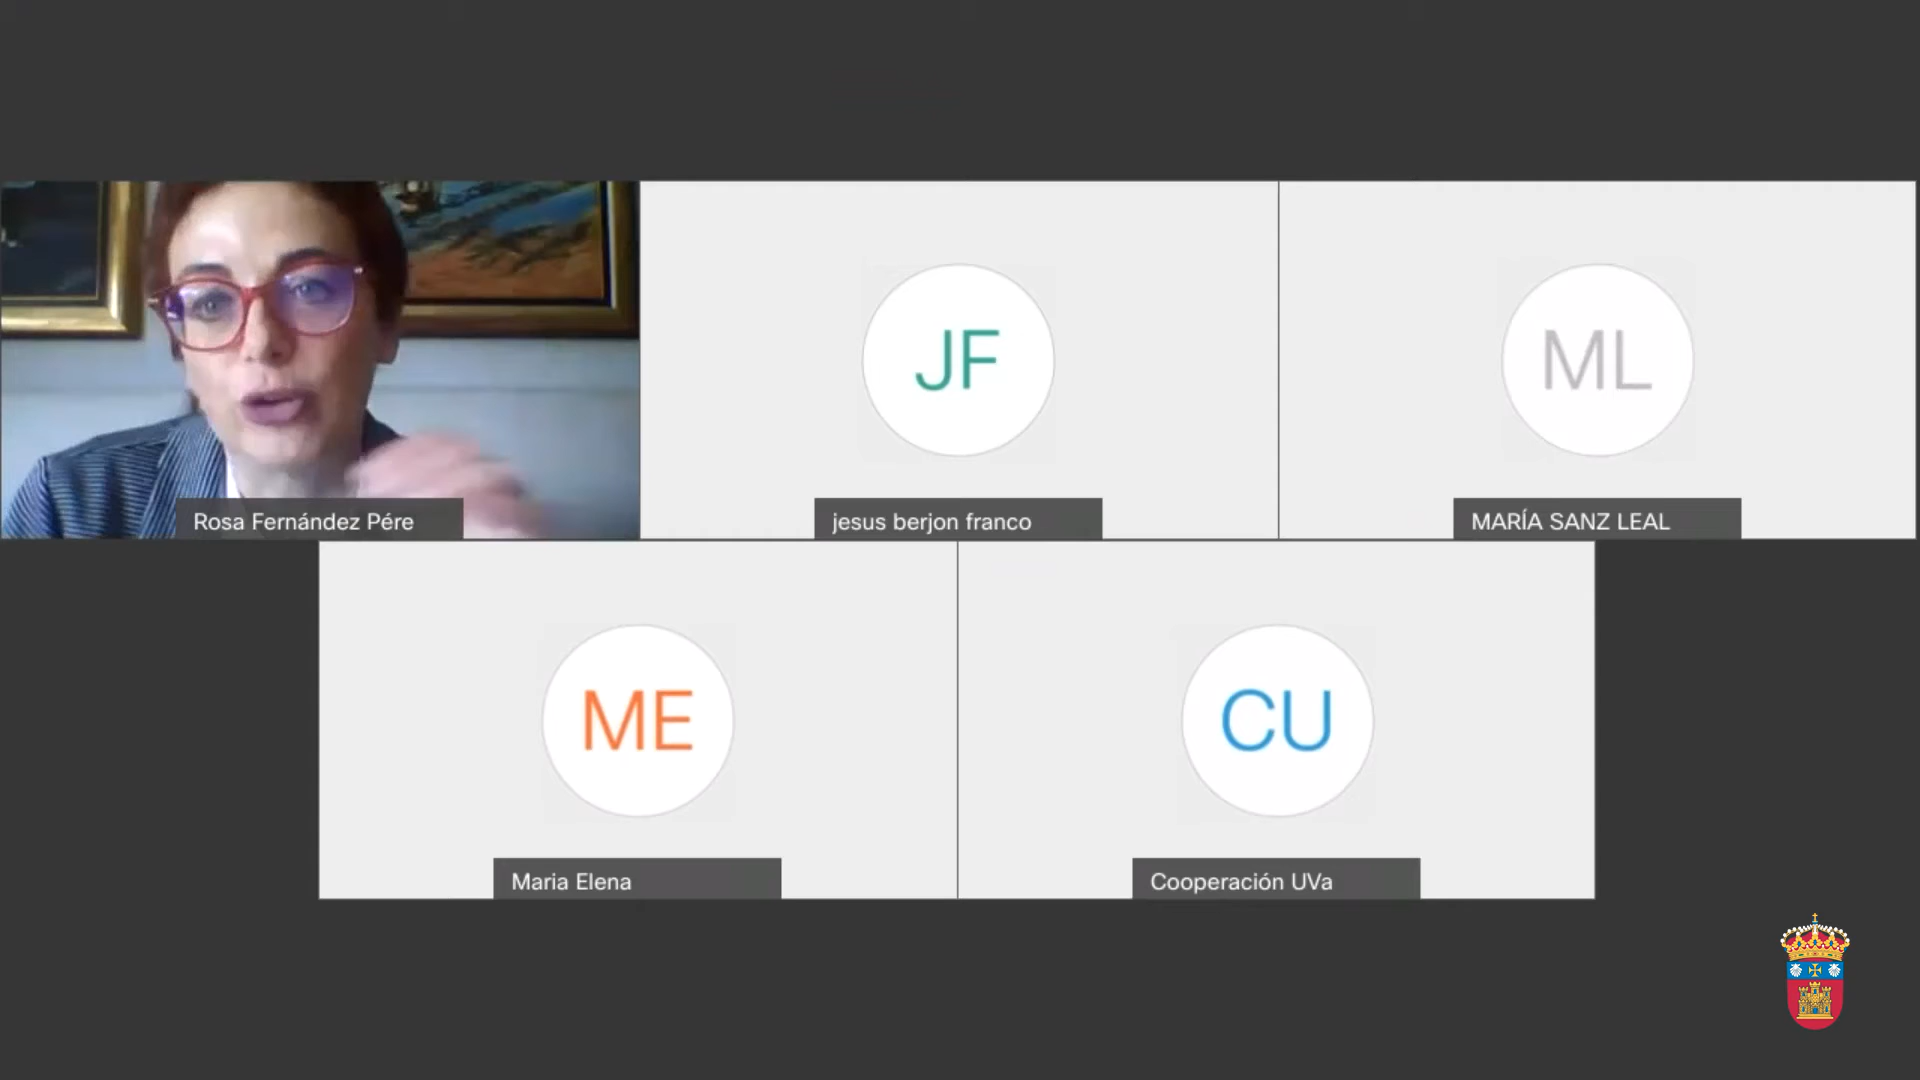 JF
ML
Rosa Fernández Pére
jesus berjon franco
MARÍA SANZ LEAL
ME
CU
Maria Elena
Cooperación UVa